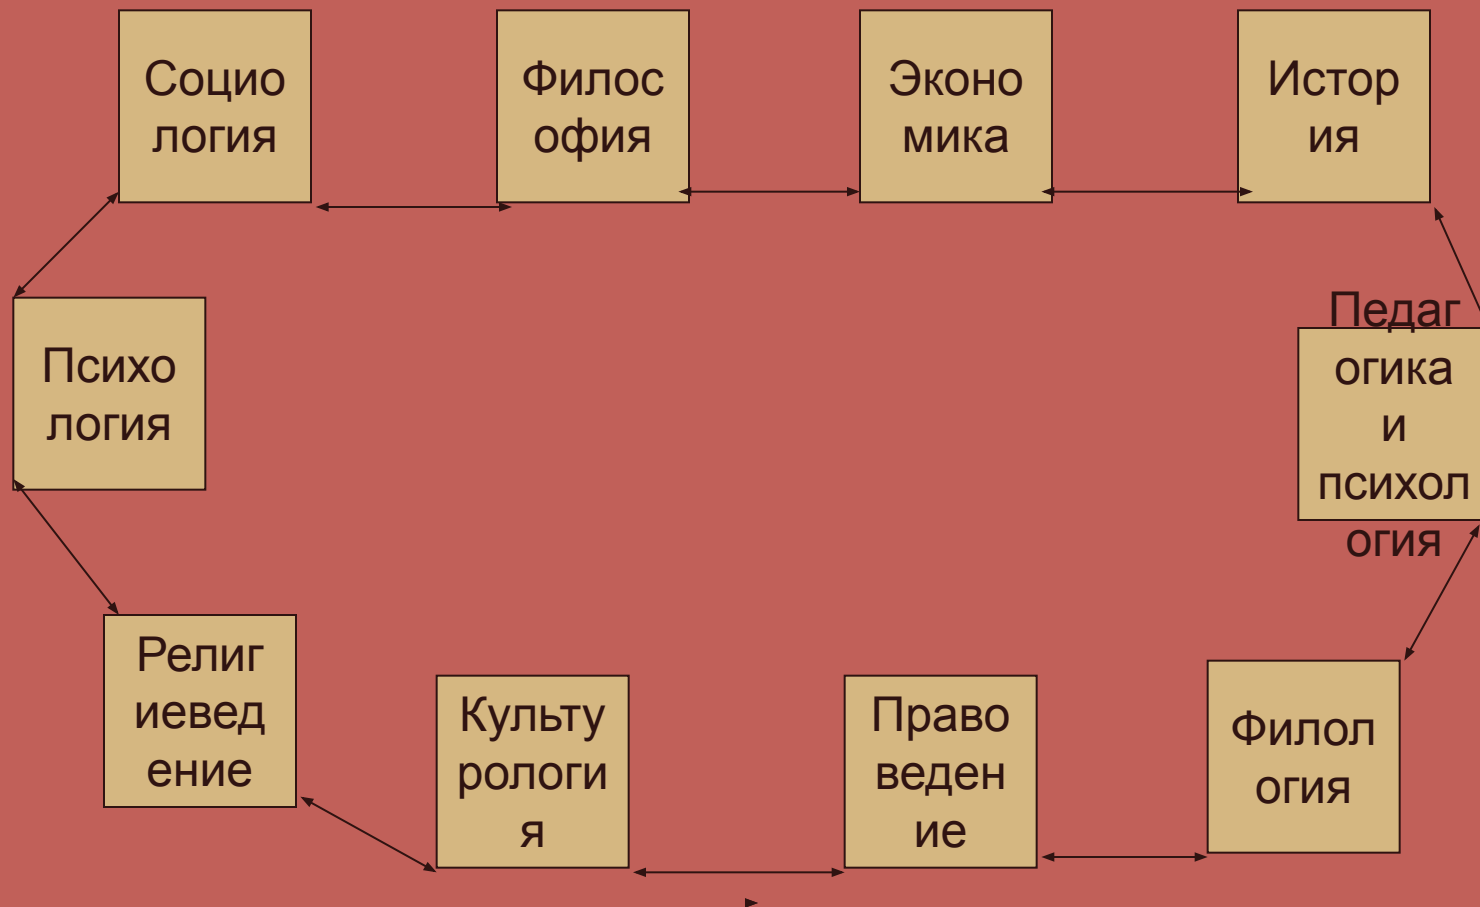 Социо
логия
Филос
офия
Эконо
мика
Истор
ия
Психо
логия
Педаг
огика
и
психол
огия
Религ
иевед
ение
Культу
рологи
я
Право
веден
ие
Филол
огия